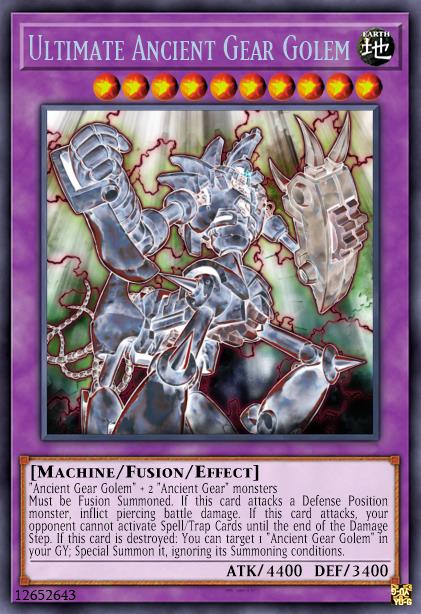 ULTIMATE ANCIENT GEAR GOLEM
EARTH
地
[MACHINE/FUSION/EFFECT]
"Ancient Gear Golem" + 2 "Ancient Gear" monsters
Must be Fusion Summoned. If this card attacks a Defense Position
monster, inflict piercing battle damage. If this card attacks, your
opponent cannot activate Spell/Trap Cards until the end of the Damage
Step. If this card is destroyed: You can target 1 "Ancient Gear Golem" in
your GY; Special Summon it, ignoring its Summoning conditions.
ATK/4400 DEF/3400
12652643